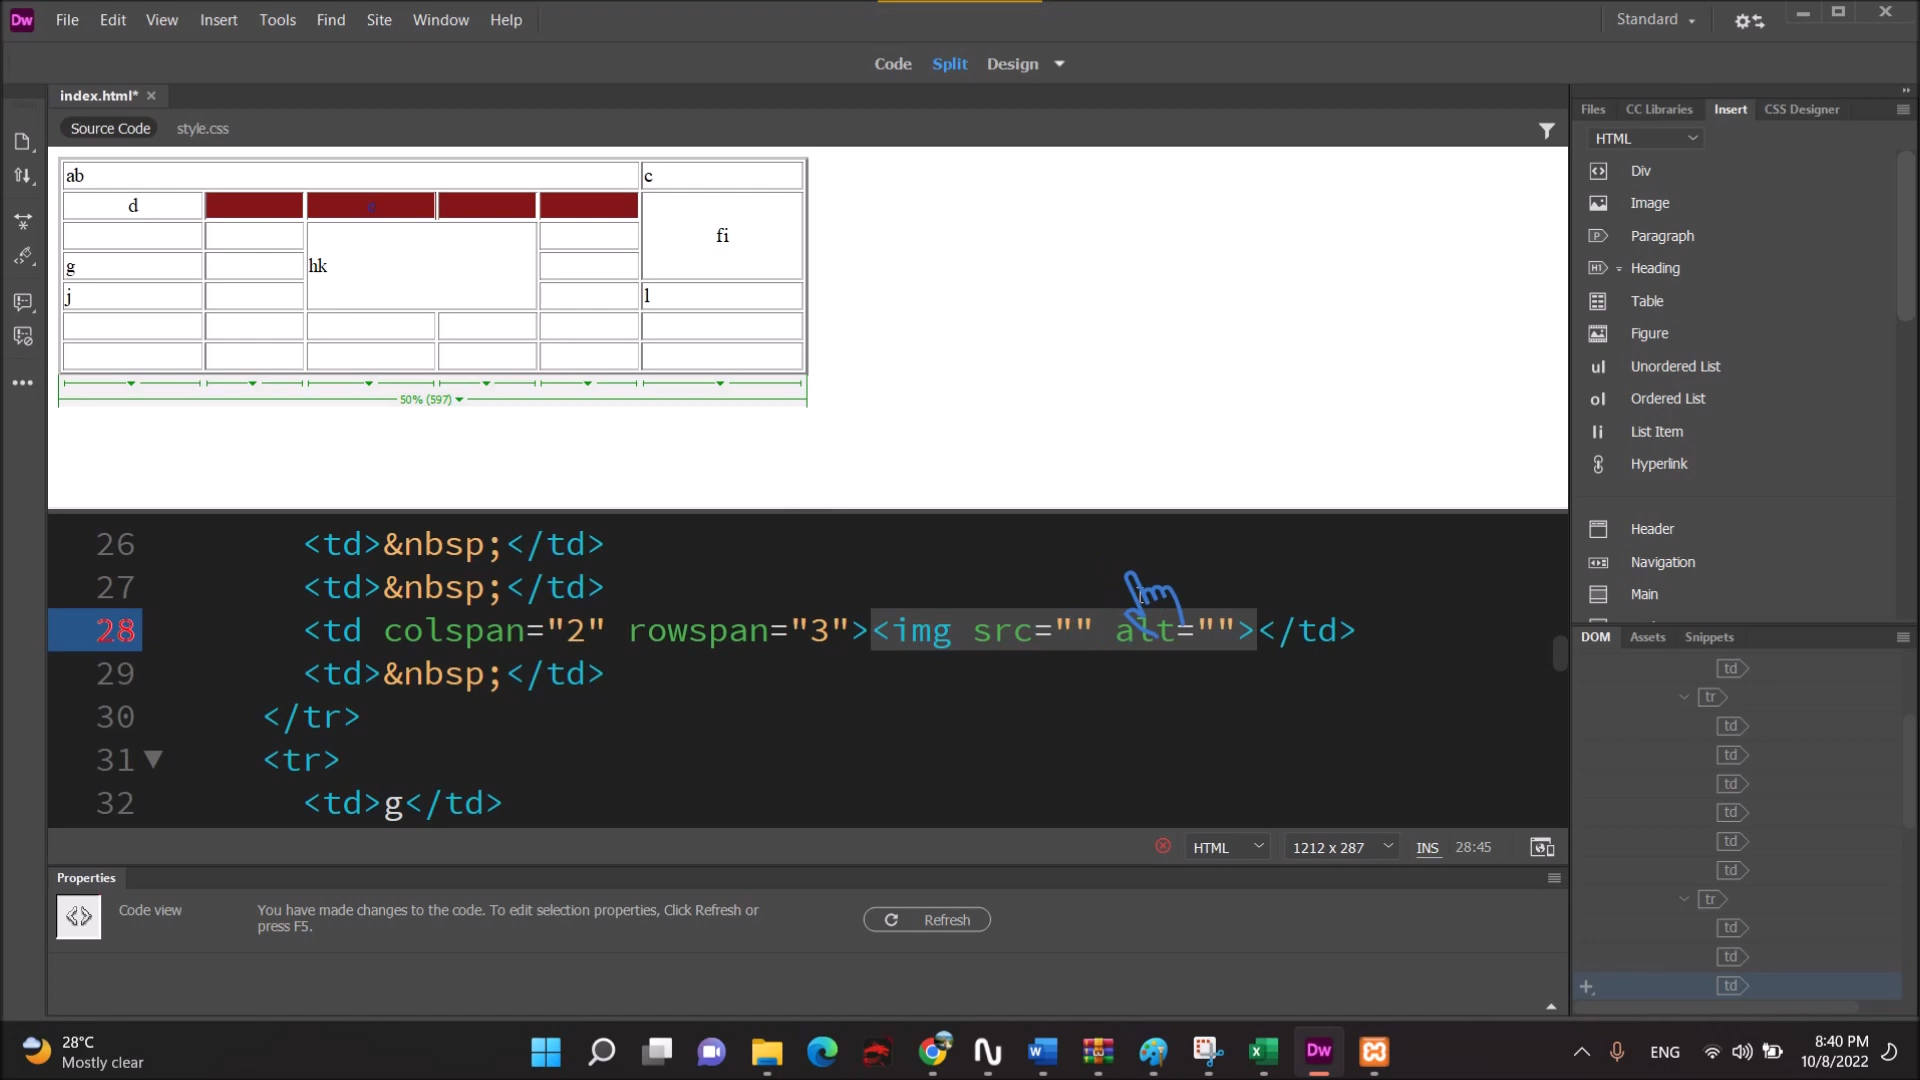 Dw File Edit View Insert Tools Find Site Window Help Standard
Code Split Design
index.html*
Source Code style.css
Files CC Libraries Insert CSS Designer
HTML
Div
Image
Paragraph
H1 Heading
Table
Figure
ul Unordered List
ol Ordered List
li List Item
Hyperlink
Header
Navigation
Main
ab c
d
fi
g hk
j l
50% (597)
26 <td>&nbsp;</td>
27 <td>&nbsp;</td>
28 <td colspan="2" rowspan="3"><img src="" alt=""></td>
29 <td>&nbsp;</td>
30 </tr>
31 <tr>
32 <td>g</td>
HTML 1212 x 287 INS 28:45
DOM Assets Snippets
td
tr
td
td
td
td
td
td
tr
td
td
td
Properties
Code view You have made changes to the code. To edit selection properties, Click Refresh or
press F5.
Refresh
28°C
Mostly clear
ENG
8:40 PM
10/8/2022
Dw